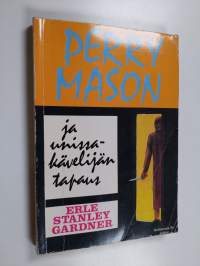 PERRY
MASON
ja
unissa-
kävelijän
tapaus
ERLE
STANLEY
GARDNER